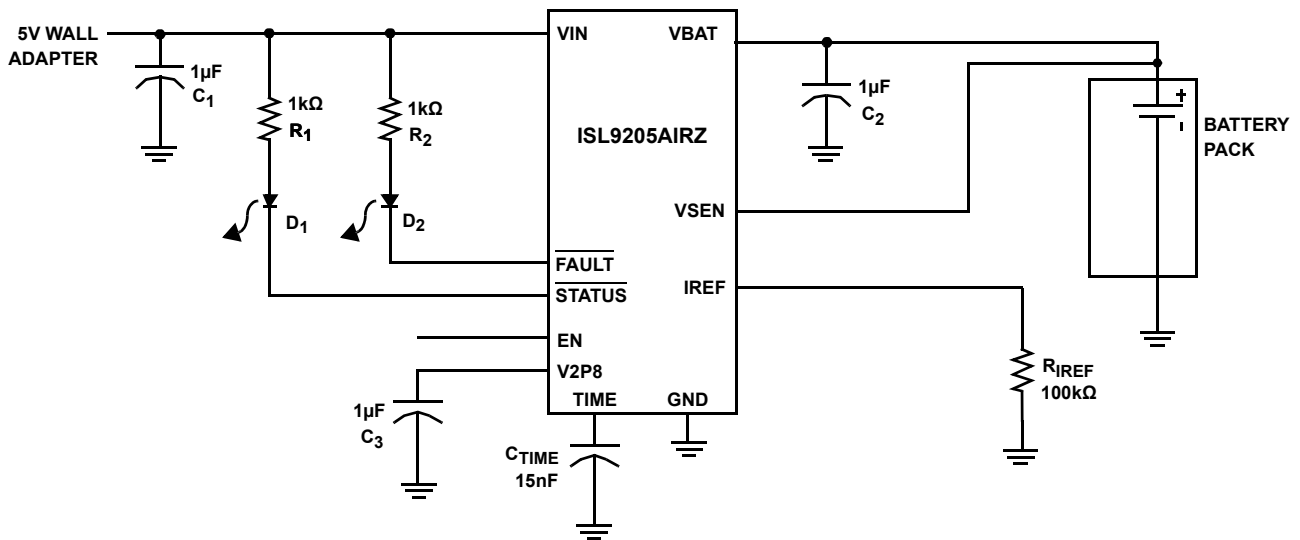 5V WALL
ADAPTER
1µF
C1
1kΩ
R1
1kΩ
R2
D1
D2
VIN
VBAT
ISL9205AIRZ
VSEN
FAULT
STATUS
IREF
EN
V2P8
TIME
GND
1µF
C3
CTIME
15nF
1µF
C2
+
-
BATTERY
PACK
RIREF
100kΩ